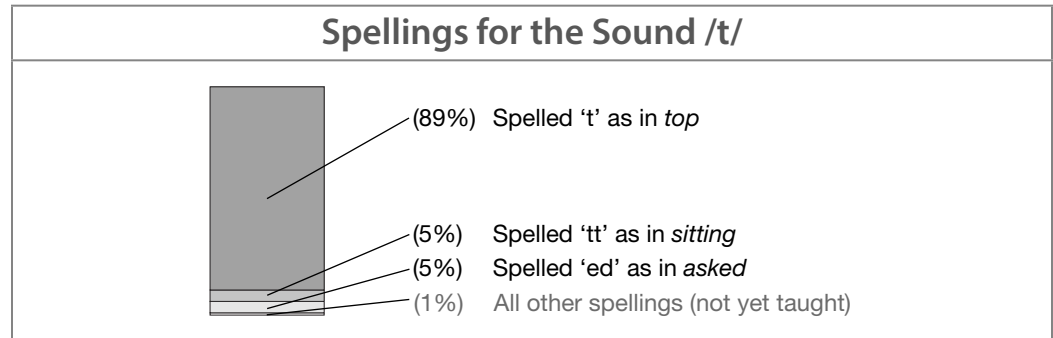 Spellings for the Sound /t/
(89%) Spelled ‘t’ as in top
(5%) Spelled ‘tt’ as in sitting
(5%) Spelled ‘ed’ as in asked
(1%) All other spellings (not yet taught)